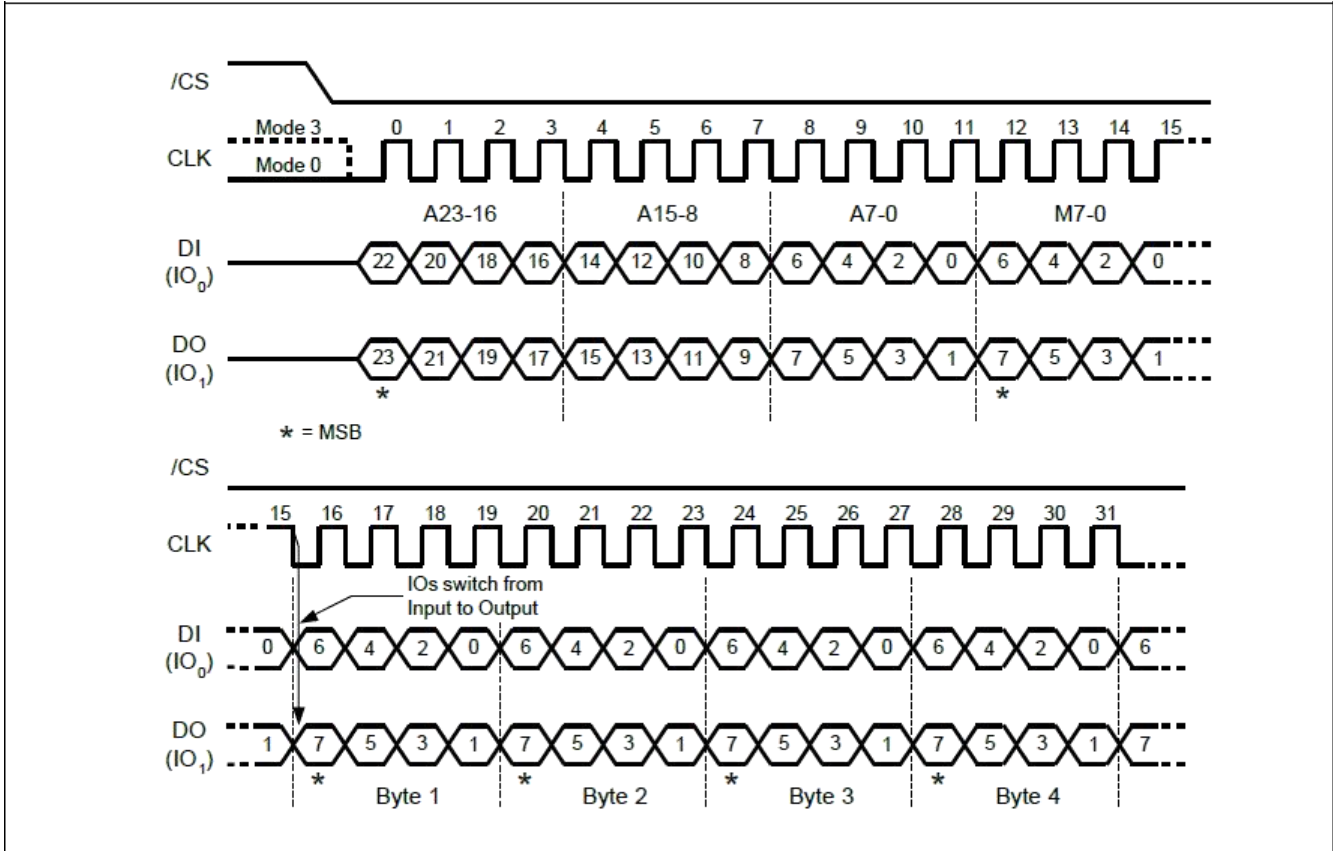 /CS
Mode 3 0 1 2 3 4 5 6 7 8 9 10 11 12 13 14 15
CLK
Mode 0
A23-16 A15-8 A7-0 M7-0
DI
(IO0) 22 20 18 16 14 12 10 8 6 4 2 0 6 4 2 0
DO
(IO1) 23 21 19 17 15 13 11 9 7 5 3 1 7 5 3 1
* *
* = MSB
/CS
15 16 17 18 19 20 21 22 23 24 25 26 27 28 29 30 31
CLK
IOs switch from
Input to Output
DI
(IO0) 0 6 4 2 0 6 4 2 0 6 4 2 0 6 4 2 0 6
DO
(IO1) 1 7 5 3 1 7 5 3 1 7 5 3 1 7 5 3 1 7
* * * *
Byte 1 Byte 2 Byte 3 Byte 4